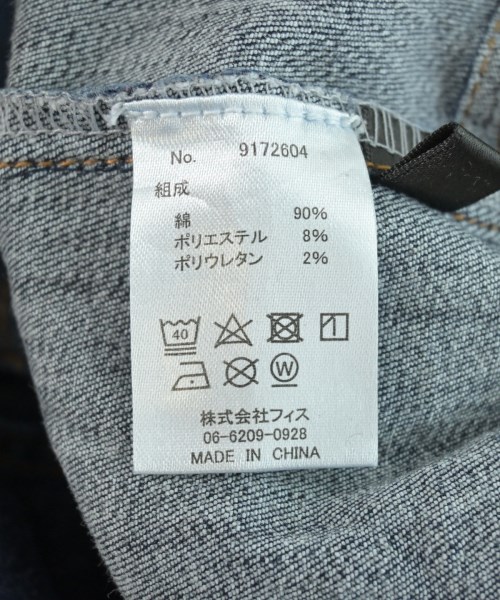 No. 9172604
組成
綿 90%
ポリエステル 8%
ポリウレタン 2%
40
W
株式会社フィス
06-6209-0928
MADE IN CHINA